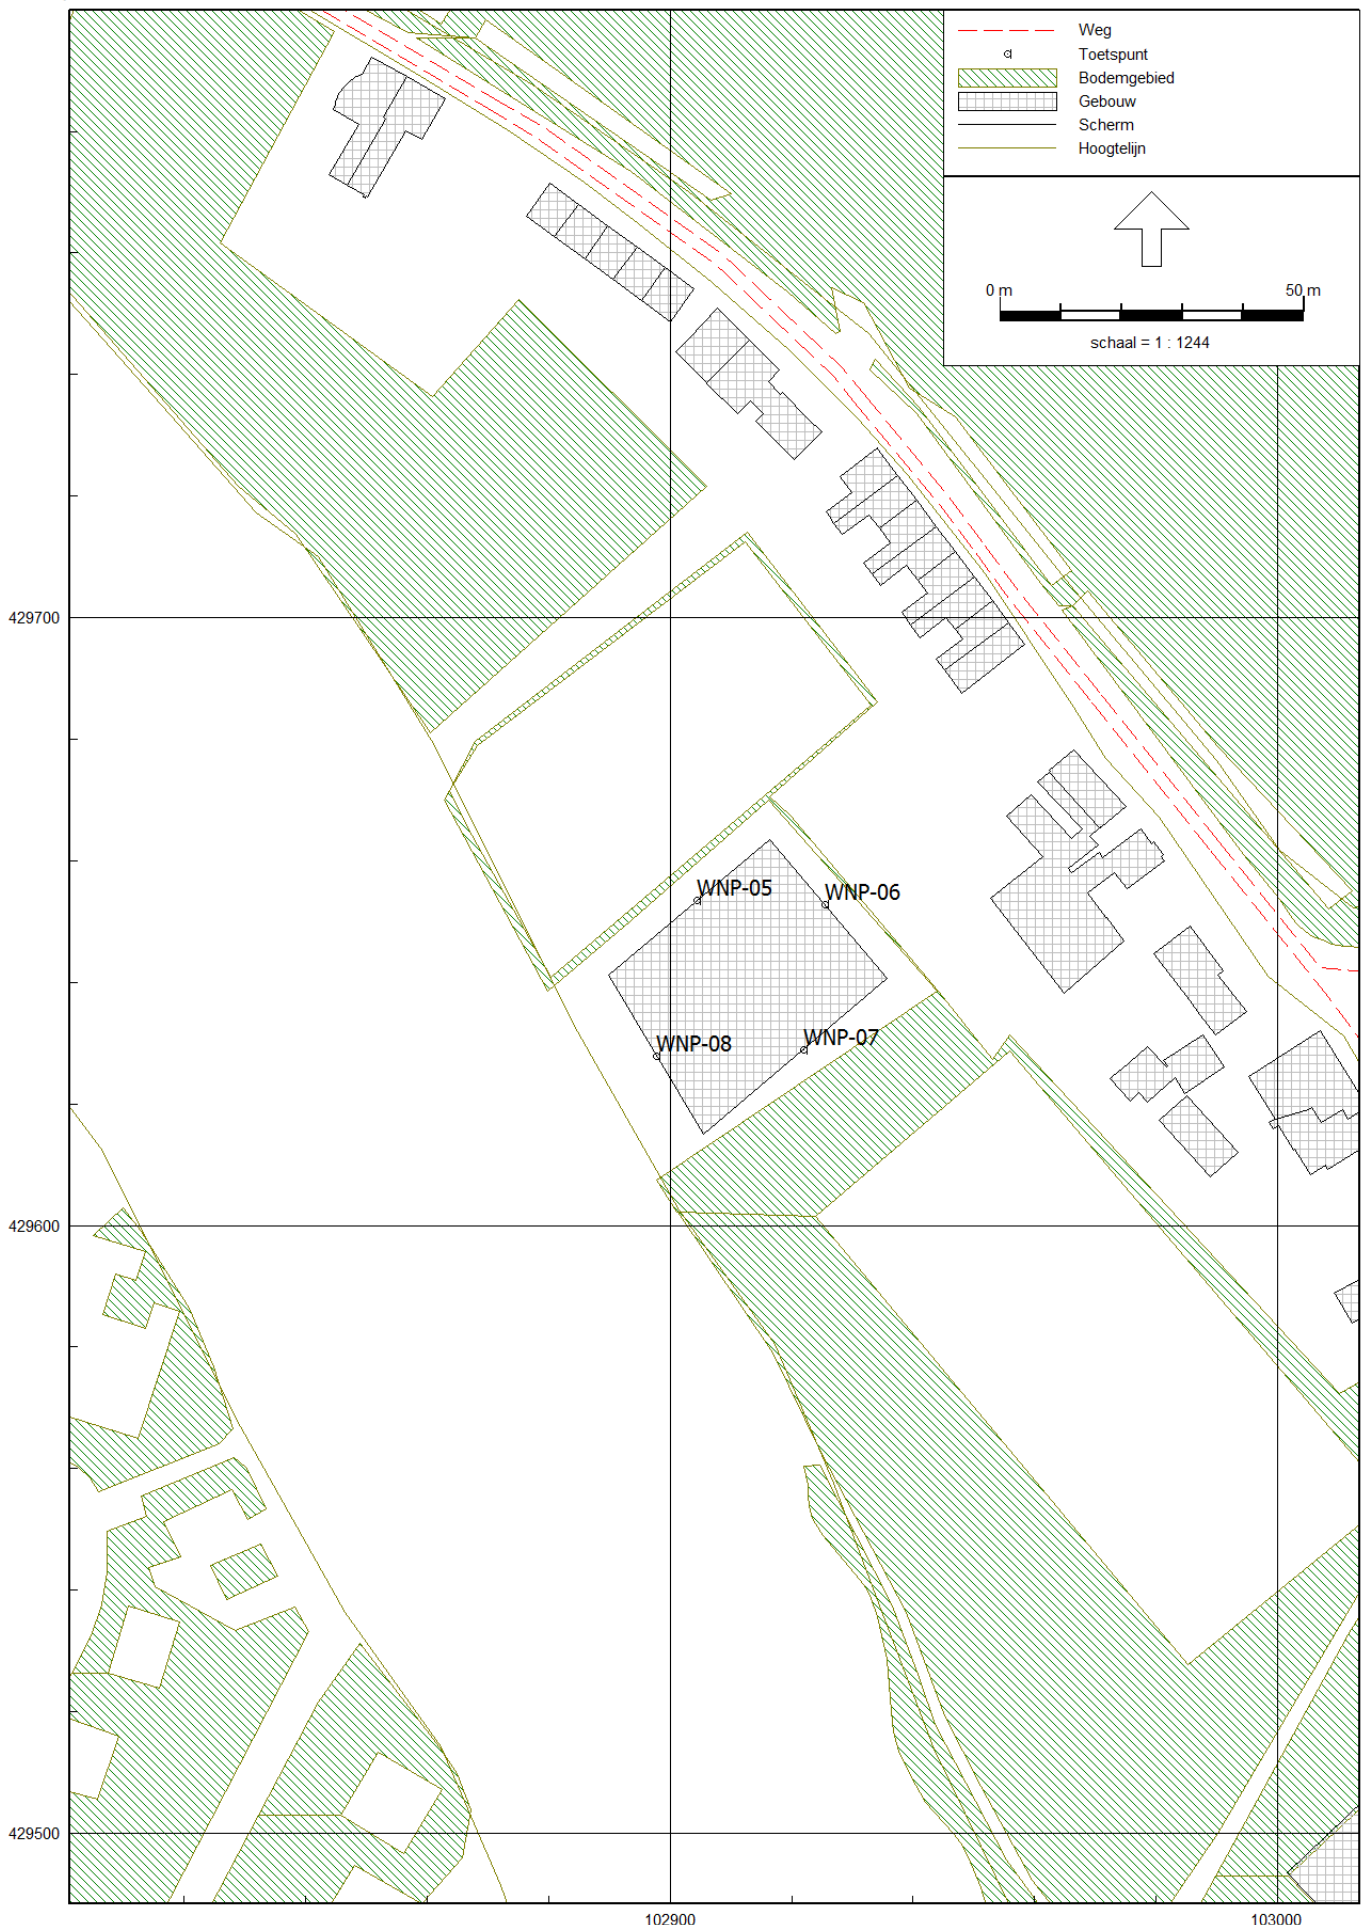 Weg
Toetspunt
Bodemgebied
Gebouw
Scherm
Hoogtelijn
0 m 50 m
schaal = 1 : 1244
429700
WNP-05
WNP-06
WNP-07
WNP-08
429600
429500
102900 103000